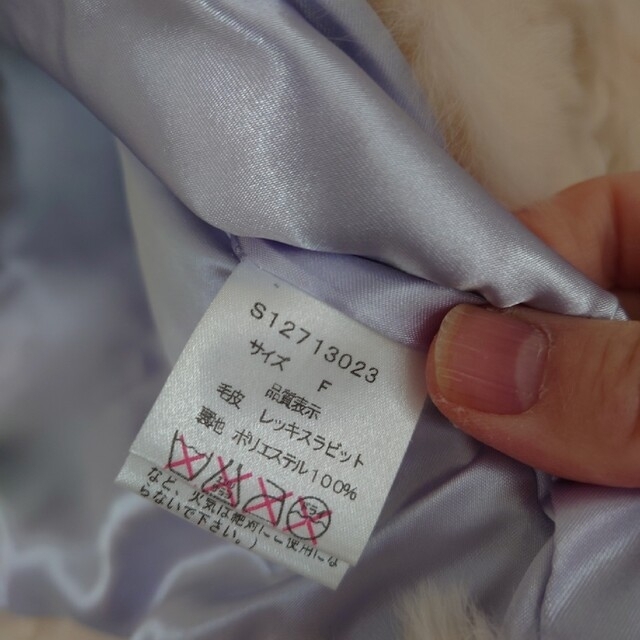 S12713023
サイズ F
品質表示
毛皮 レッキスラビット
裏地 ポリエステル100%
など、火気は絶対にご使用にな
らないで下さい。